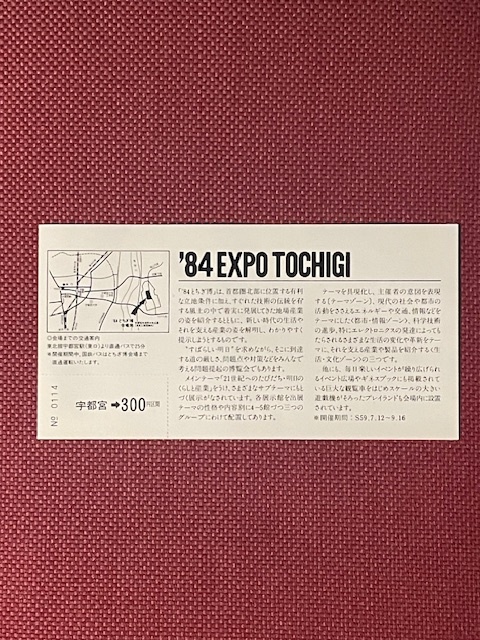 '84 EXPO TOCHIGI
'84とちぎ博
会場地
○会場までの交通案内
東北線宇都宮駅(東口)より直通バスで25分
※開催期間中、国鉄バスはとちぎ博会場まで
直通運転いたします。
№ 0114
宇都宮 ➡300円区間
「'84とちぎ博」は、首都圏北部に位置する有利
な立地条件に加え、すぐれた技術の伝統を有
する風土の中で着実に発展してきた地場産業
の姿を紹介するとともに、新しい時代の生活や
それを支える産業の姿を解明し、わかりやすく
提示しようとするものです。
"すばらしい明日"を求めながら、そこに到達
する道の厳しさ、問題点や対策などをみんなで
考える問題提起の博覧会でもあります。
メインテーマ「21世紀へのたびだち・明日の
くらしと産業」をうけ、さまざまなサブテーマにもと
づく展示がなされています。各展示館を出展
テーマの性格や内容別に4〜5館づつ三つの
グループにわけて配置してあります。
テーマを具現化し、主催者の意図を表現
する〈テーマゾーン〉、現代の社会や都市の
活動をささえるエネルギーや交通、情報などを
テーマにした〈都市・情報ゾーン〉、科学技術
の進歩、特にエレクトロニクスの発達によっても
たらされるさまざまな生活の変化や革新をテー
マに、それを支える産業や製品を紹介する〈生
活・文化ゾーン〉の三つです。
他にも、毎日楽しいイベントが繰り広げられ
るイベント広場やギネスブックにも掲載されて
いる巨大な観覧車をはじめスケールの大きい
遊戯機がそろったプレイランドも会場内に設置
されています。
※開催期間:S59.7.12〜9.16